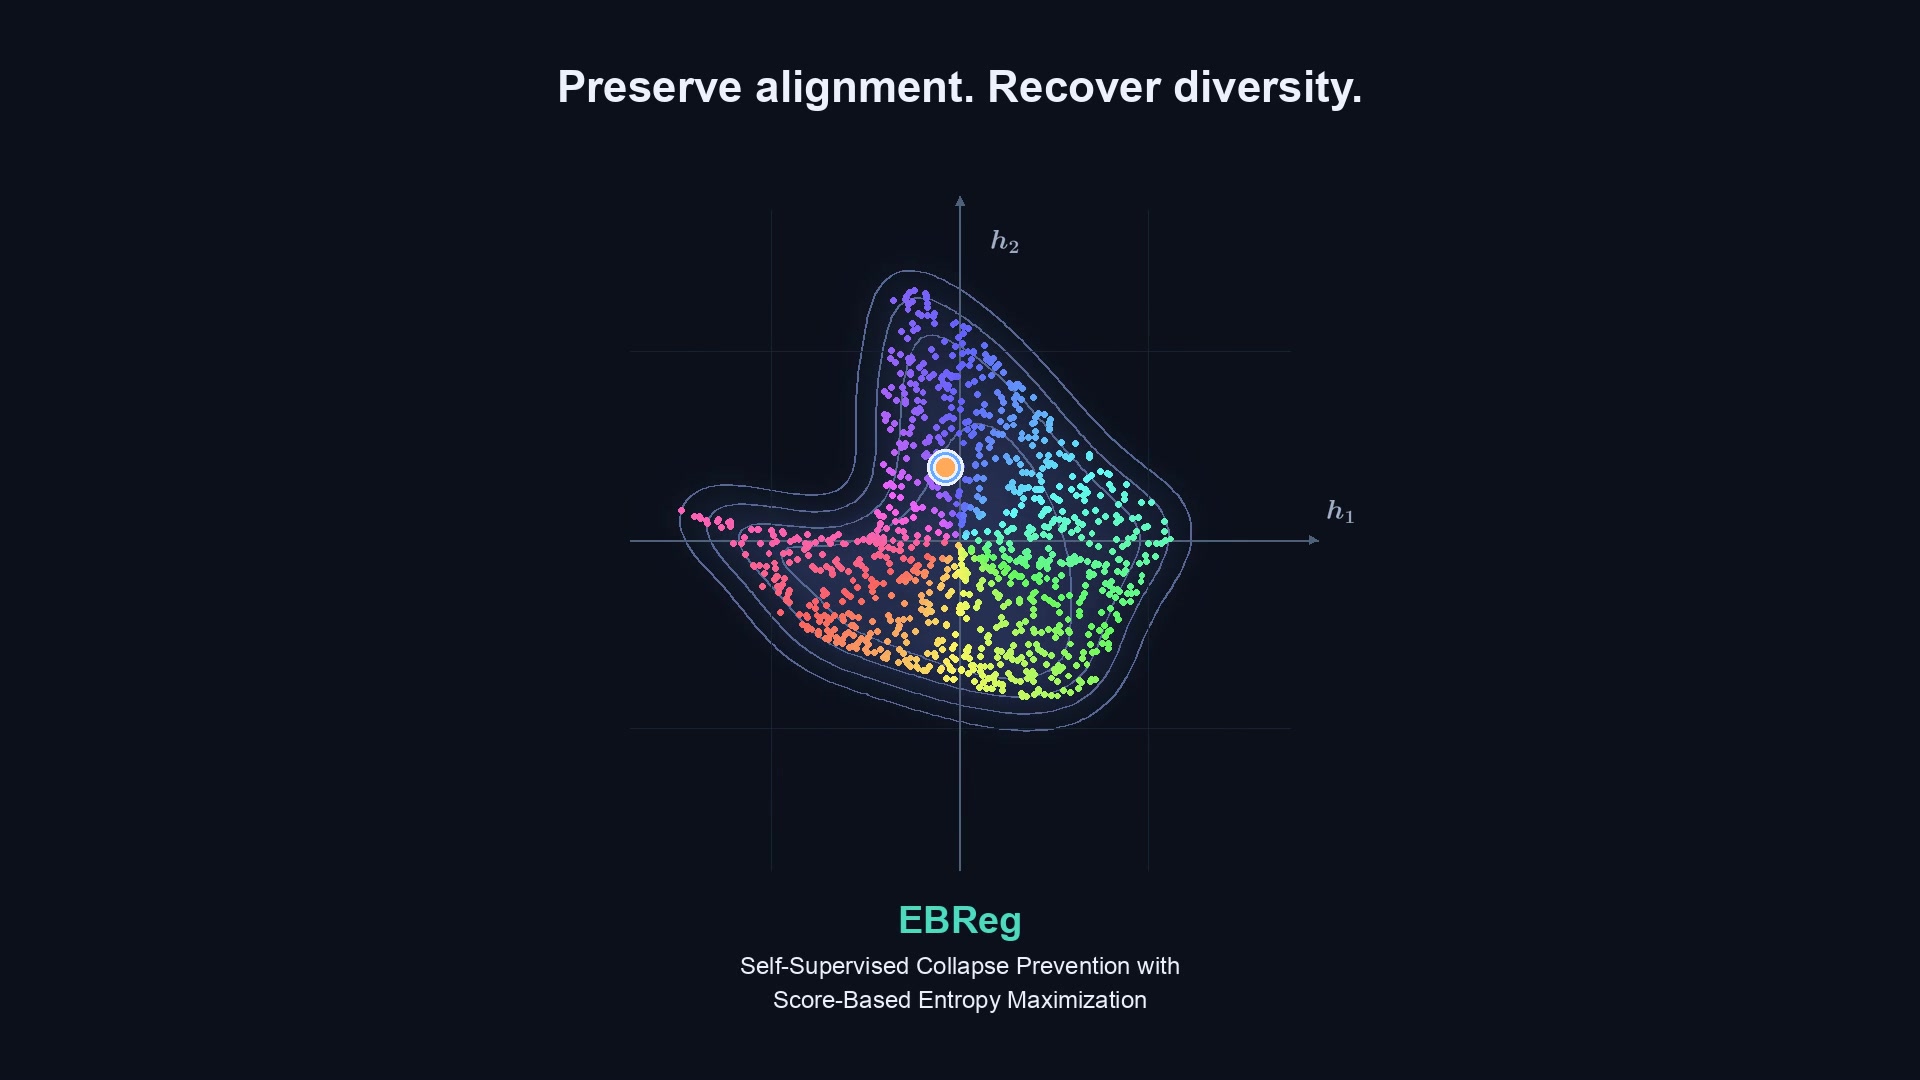 Preserve alignment. Recover diversity.
h₂
h₁
EBReg
Self-Supervised Collapse Prevention with
Score-Based Entropy Maximization